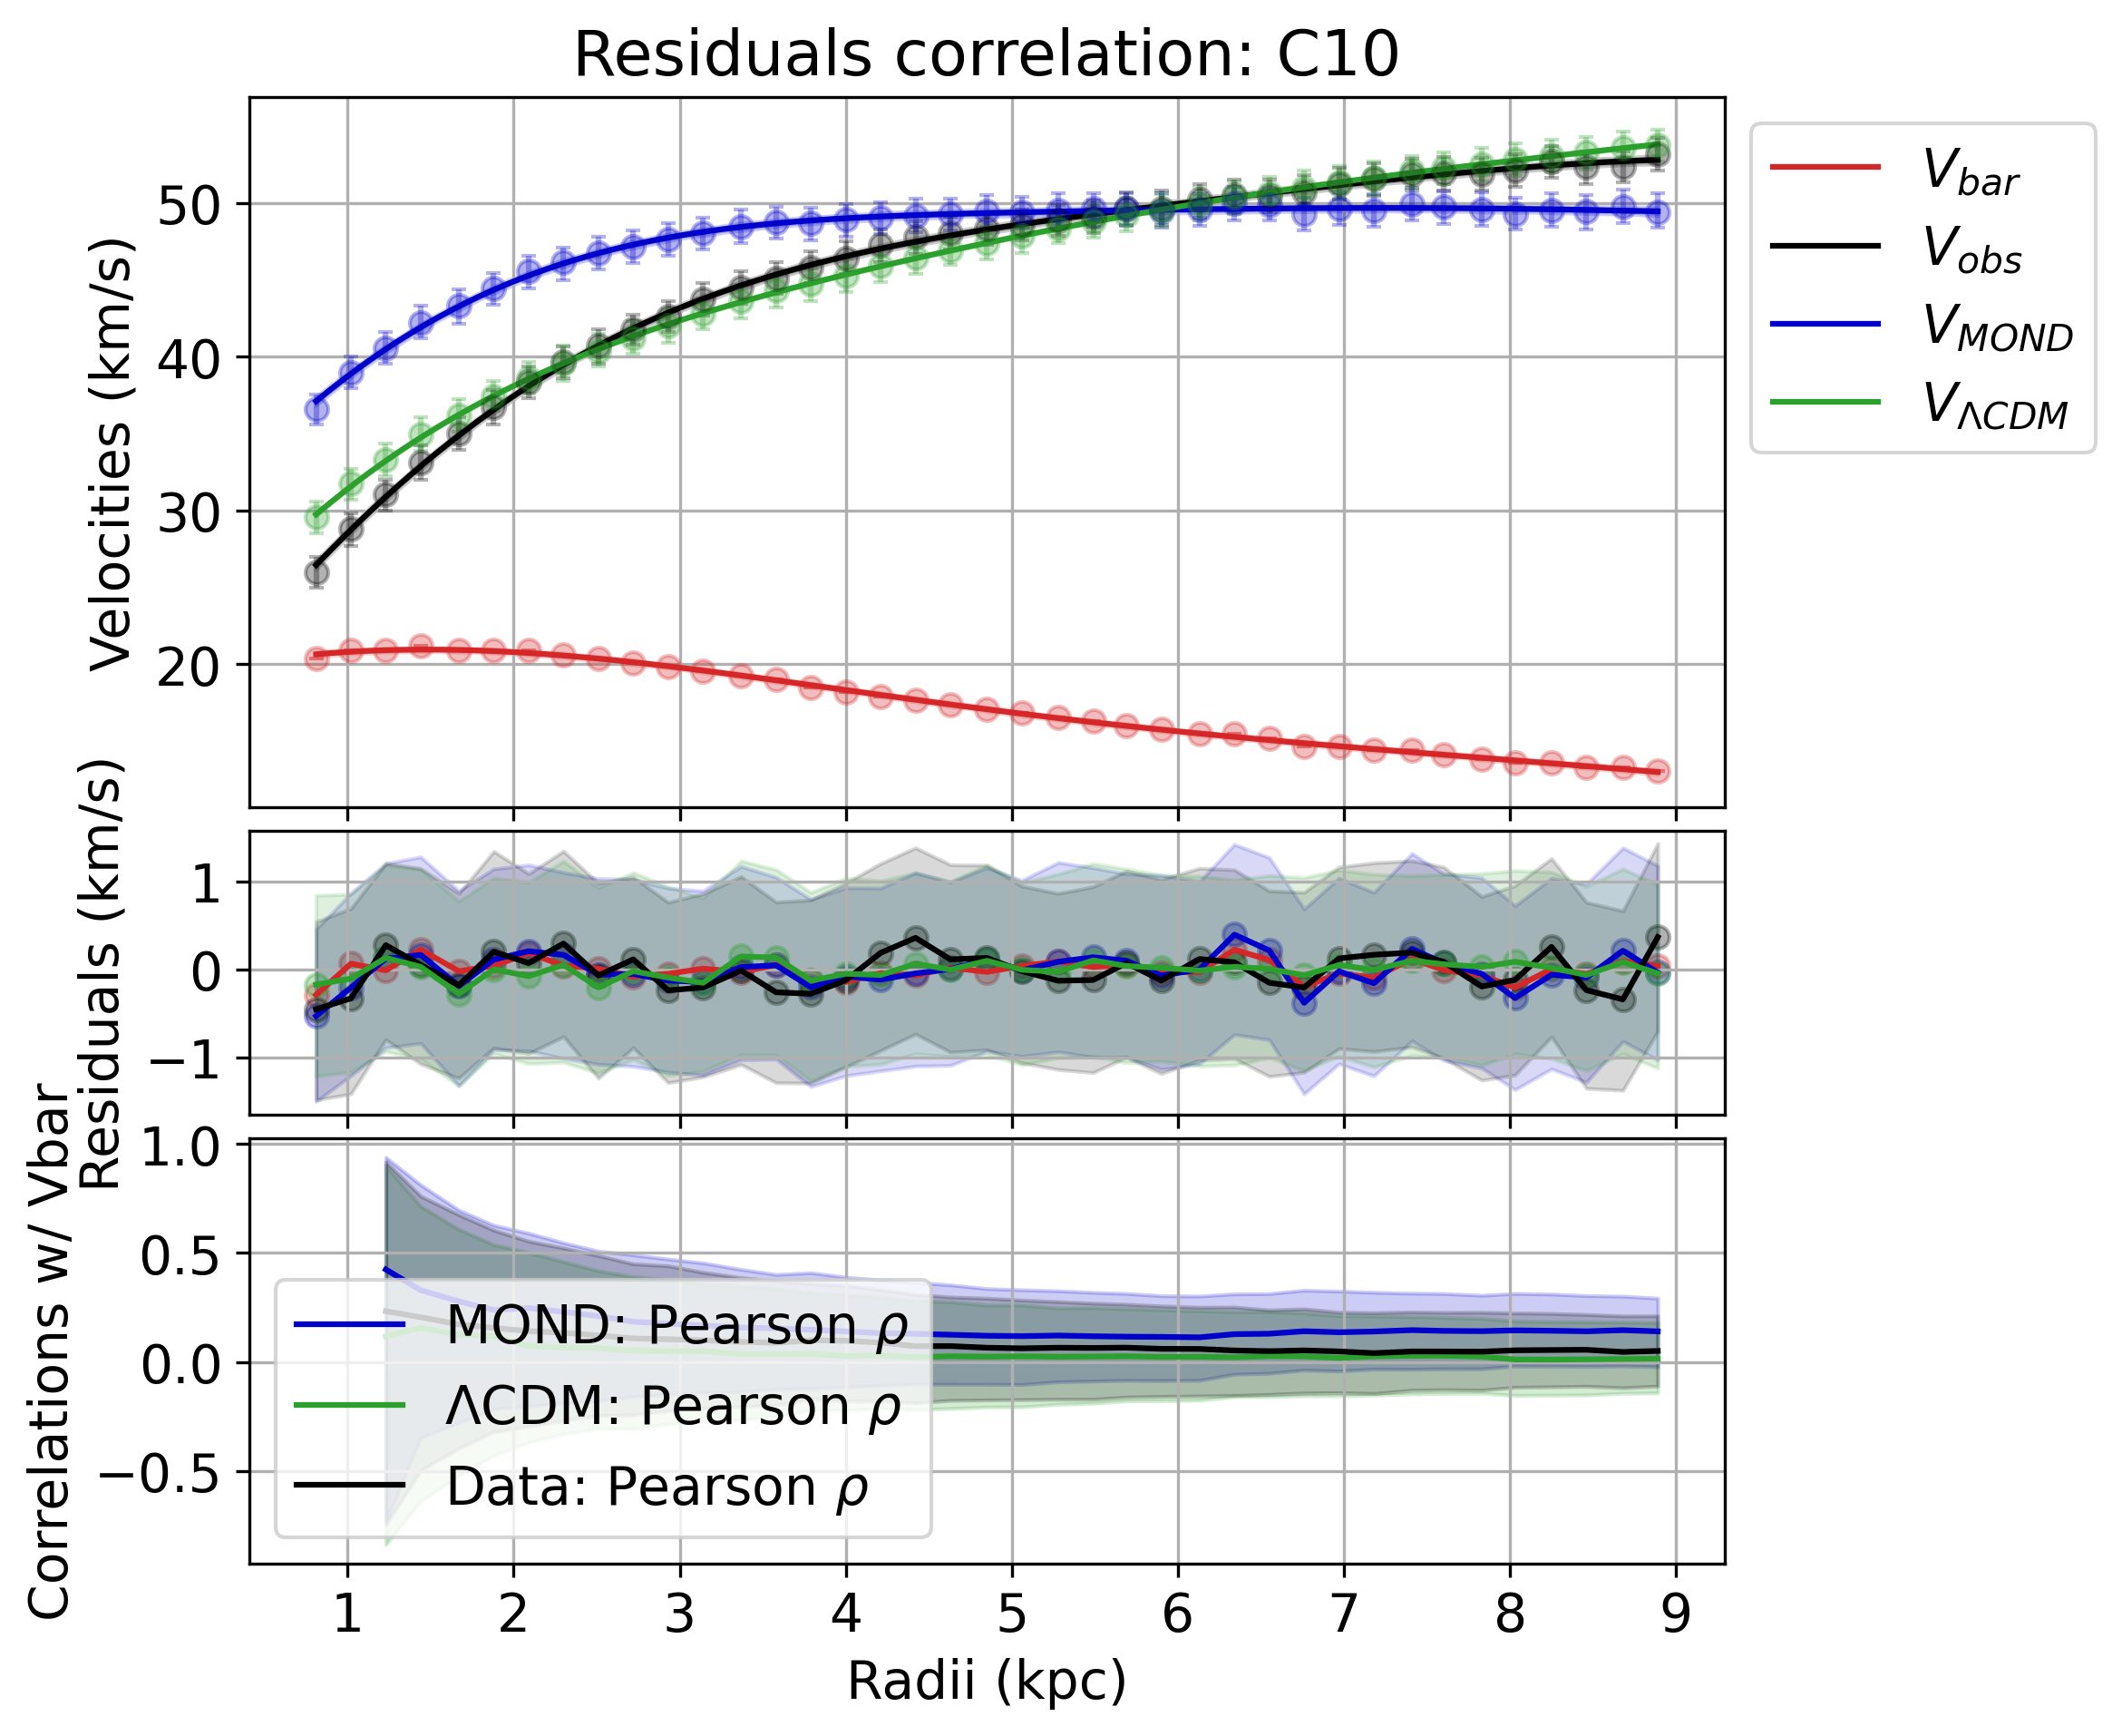 Residuals correlation: C10
Velocities (km/s)
50
40
30
20
V_bar
V_obs
V_MOND
V_ΛCDM
Residuals (km/s)
1
0
−1
Correlations w/ Vbar
1.0
0.5
0.0
−0.5
MOND: Pearson ρ
ΛCDM: Pearson ρ
Data: Pearson ρ
1 2 3 4 5 6 7 8 9
Radii (kpc)